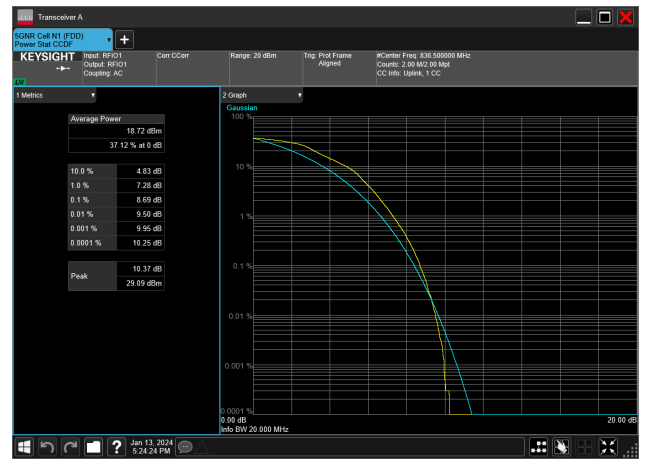 Transceiver A
5GNR Cell N1 (FDD)
Power Stat CCDF
KEYSIGHT
Input: RFIO1
Output: RFIO1
Coupling: AC
Corr CCorr
Range: 20 dBm
Trig: Prot Frame
Aligned
#Center Freq: 836.500000 MHz
Counts: 2.00 M/2.00 Mpt
CC Info: Uplink, 1 CC
1 Metrics
Average Power
18.72 dBm
37.12 % at 0 dB
10.0 % 4.83 dB
1.0 % 7.28 dB
0.1 % 8.69 dB
0.01 % 9.50 dB
0.001 % 9.95 dB
0.0001 % 10.25 dB
Peak
10.37 dB
29.09 dBm
2 Graph
Gaussian
100 %
10 %
1 %
0.1 %
0.01 %
0.001 %
0.0001 %
0.00 dB
20.00 dB
Info BW 20.000 MHz
Jan 13, 2024
5:24:24 PM